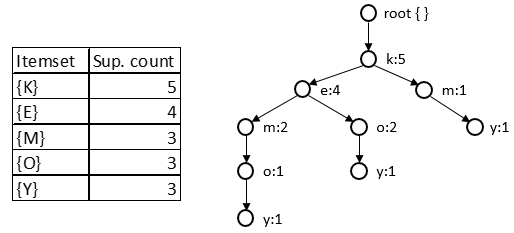 Itemset Sup. count
{K} 5
{E} 4
{M} 3
{O} 3
{Y} 3
root { }
k:5
e:4 m:1
m:2 o:2 y:1
o:1 y:1
y:1